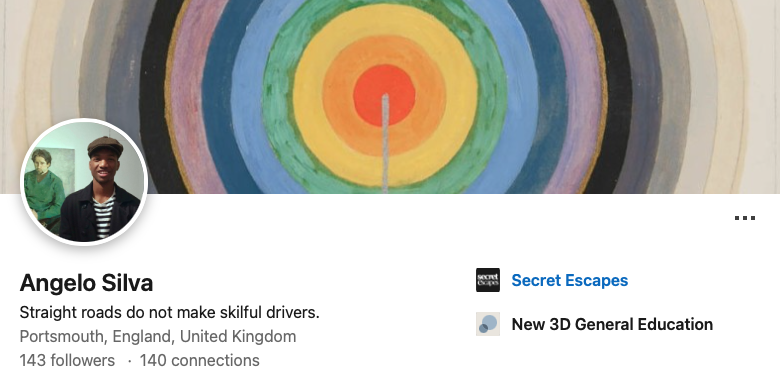 Angelo Silva
Straight roads do not make skilful drivers.
Portsmouth, England, United Kingdom
143 followers · 140 connections
secret
escapes
Secret Escapes
New 3D General Education